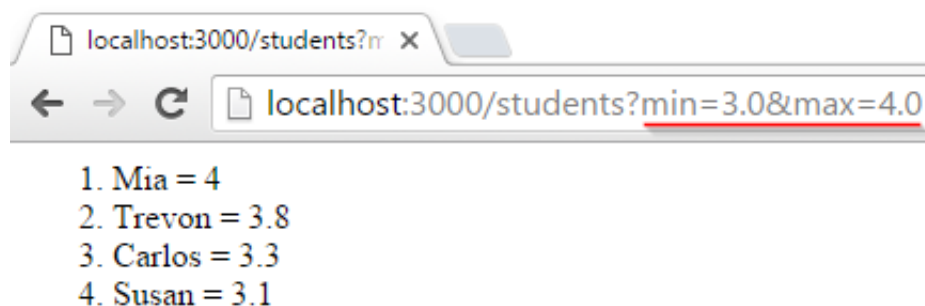 localhost:3000/students?m
localhost:3000/students?min=3.0&max=4.0
1. Mia = 4
2. Trevon = 3.8
3. Carlos = 3.3
4. Susan = 3.1